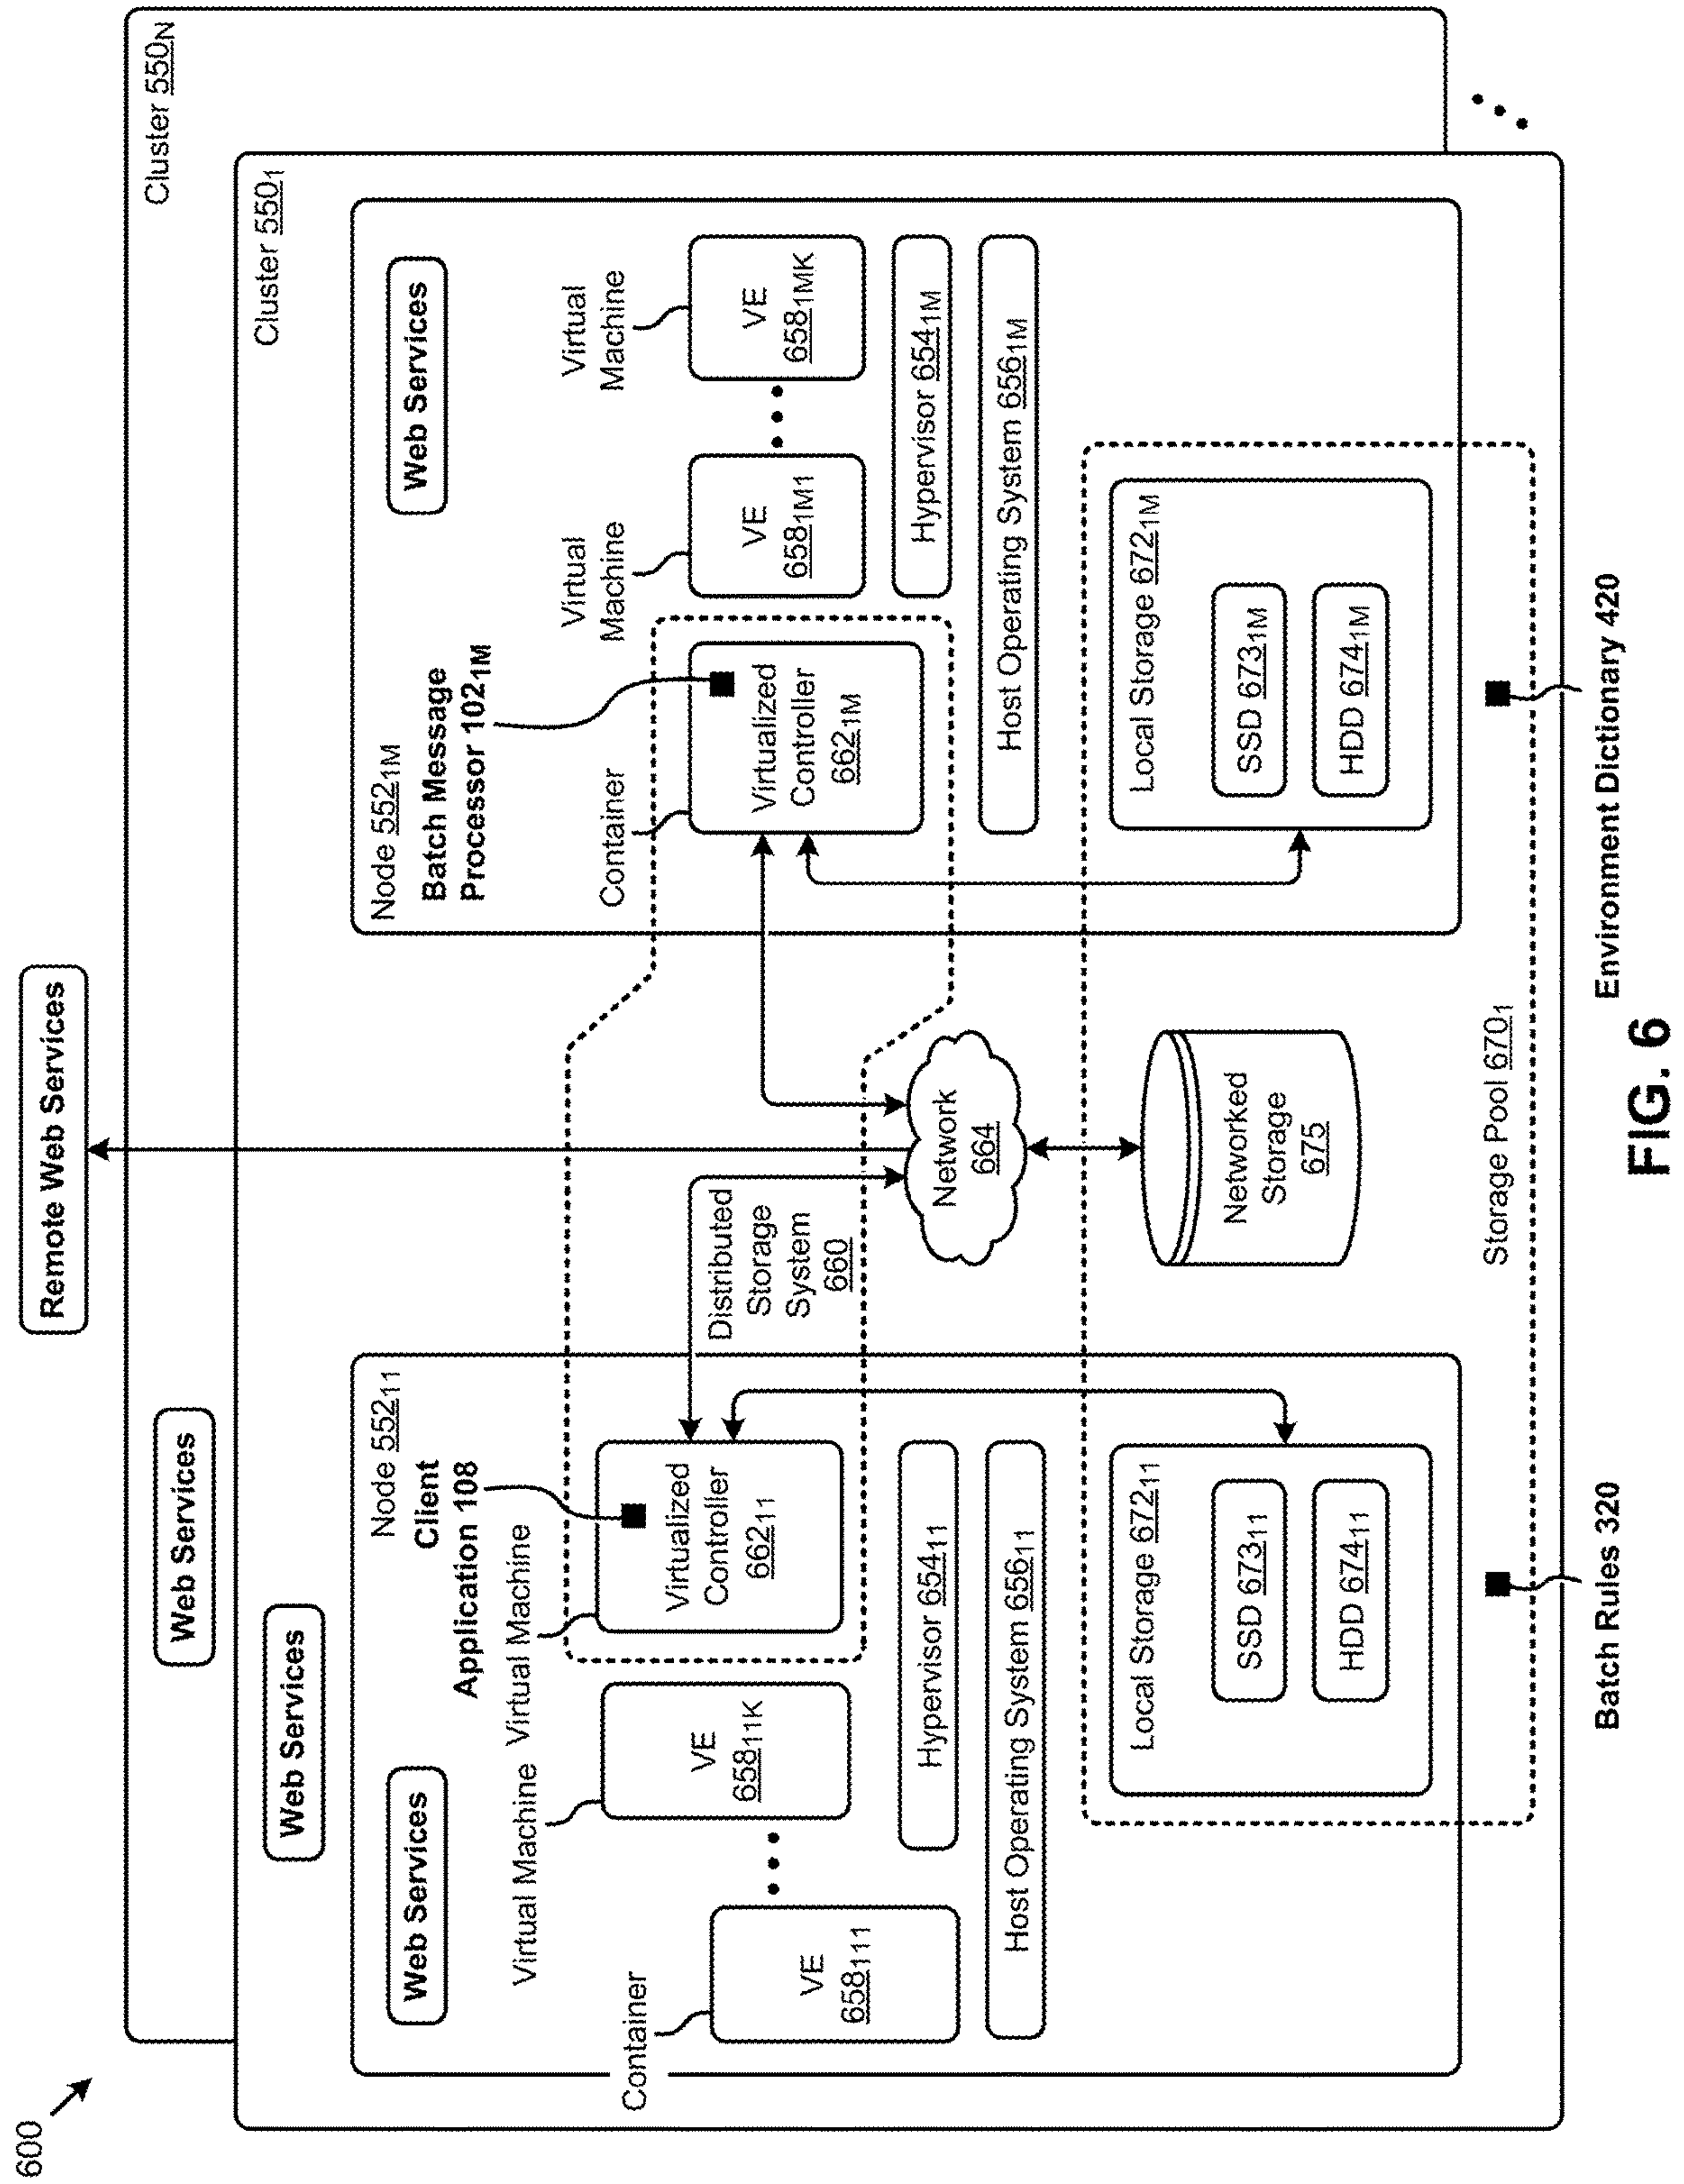 600
Remote Web Services
Web Services
Cluster 550N
Web Services
Cluster 5501
Node 55211
Web Services
Client
Application 108
Virtual Machine
Virtual Machine
Container
VE
658111
VE
65811K
Virtualized
Controller
66211
Hypervisor 65411
Host Operating System 65611
Local Storage 67211
SSD 67311
HDD 67411
Distributed
Storage
System
660
Network
664
Networked
Storage
675
Node 5521M
Web Services
Batch Message
Processor 1021M
Container
Virtual
Machine
Virtual
Machine
Virtualized
Controller
6621M
VE
6581M1
VE
6581MK
Hypervisor 6541M
Host Operating System 6561M
Local Storage 6721M
SSD 6731M
HDD 6741M
Storage Pool 6701
Batch Rules 320
Environment Dictionary 420
FIG. 6